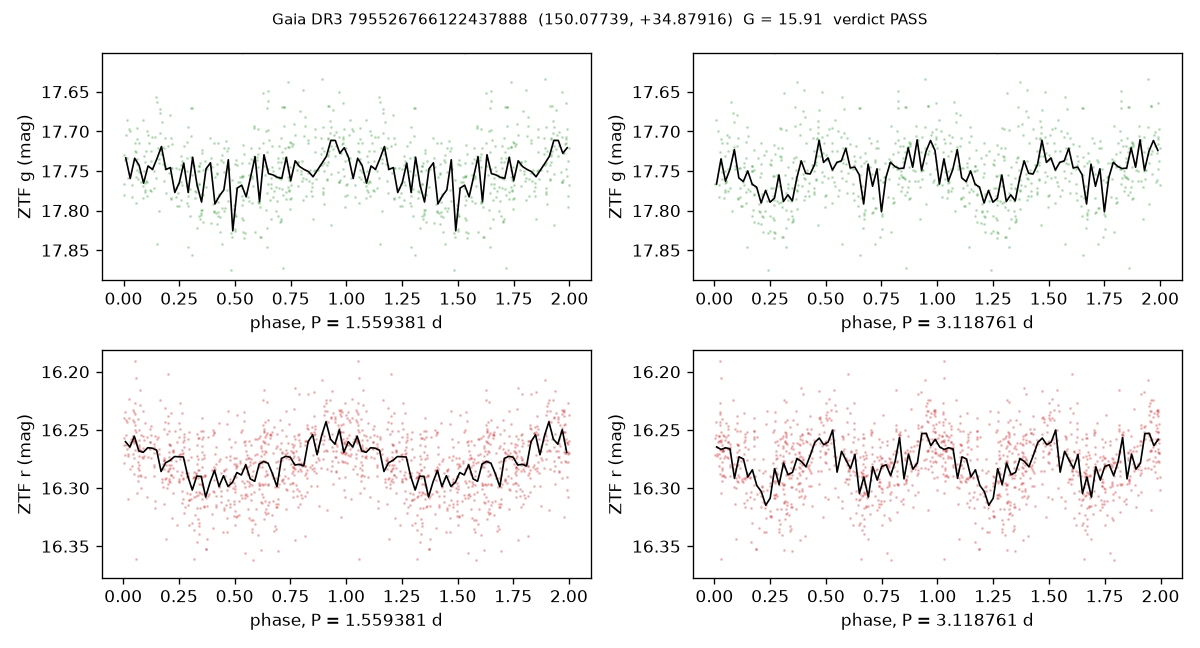 Gaia DR3 795526766122437888  (150.07739, +34.87916)  G = 15.91  verdict PASS
ZTF g (mag)
17.65
17.70
17.75
17.80
17.85
0.00 0.25 0.50 0.75 1.00 1.25 1.50 1.75 2.00
phase, P = 1.559381 d
ZTF g (mag)
17.65
17.70
17.75
17.80
17.85
0.00 0.25 0.50 0.75 1.00 1.25 1.50 1.75 2.00
phase, P = 3.118761 d
ZTF r (mag)
16.20
16.25
16.30
16.35
0.00 0.25 0.50 0.75 1.00 1.25 1.50 1.75 2.00
phase, P = 1.559381 d
ZTF r (mag)
16.20
16.25
16.30
16.35
0.00 0.25 0.50 0.75 1.00 1.25 1.50 1.75 2.00
phase, P = 3.118761 d